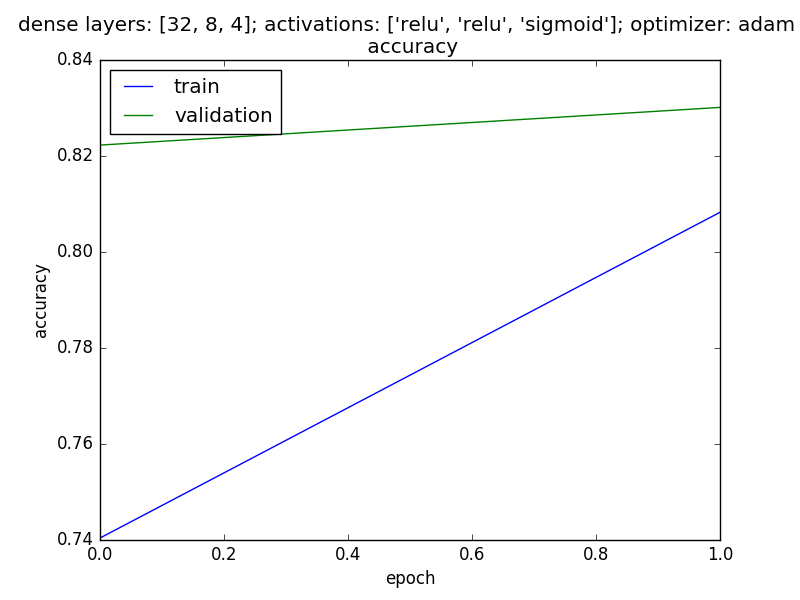 dense layers: [32, 8, 4]; activations: ['relu', 'relu', 'sigmoid']; optimizer: adam
accuracy
train
validation
0.84
0.82
0.80
0.78
0.76
0.74
accuracy
0.0 0.2 0.4 0.6 0.8 1.0
epoch